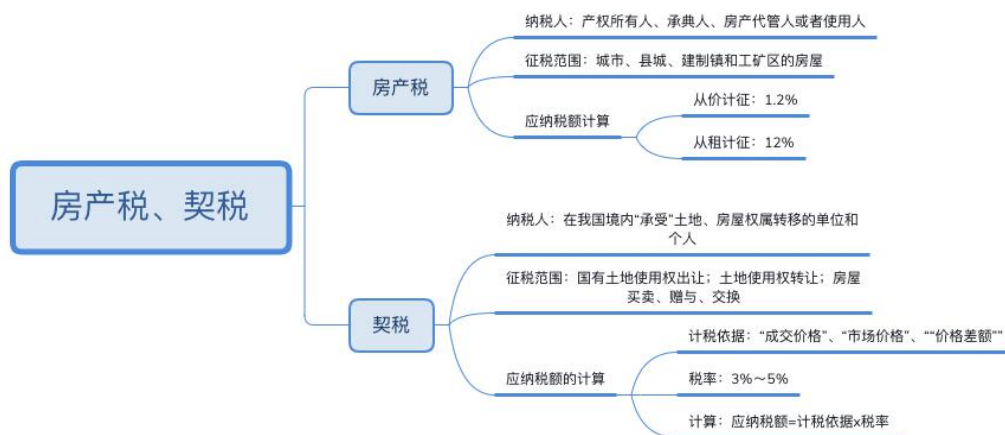 房产税、契税
房产税
纳税人：产权所有人、承典人、房产代管人或者使用人
征税范围：城市、县城、建制镇和工矿区的房屋
应纳税额计算
从价计征：1.2%
从租计征：12%
契税
纳税人：在我国境内“承受”土地、房屋权属转移的单位和
个人
征税范围：国有土地使用权出让；土地使用权转让；房屋
买卖、赠与、交换
应纳税额的计算
计税依据：“成交价格”、“市场价格”、““价格差额””
税率：3%～5%
计算：应纳税额=计税依据x税率